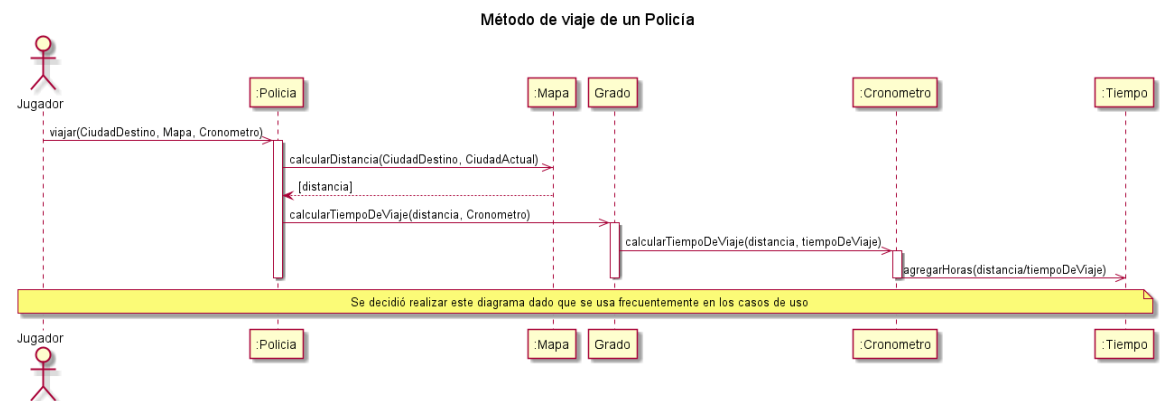 Método de viaje de un Policía
Jugador
:Policia
:Mapa
Grado
:Cronometro
:Tiempo
viajar(CiudadDestino, Mapa, Cronometro)
calcularDistancia(CiudadDestino, CiudadActual)
[distancia]
calcularTiempoDeViaje(distancia, Cronometro)
calcularTiempoDeViaje(distancia, tiempoDeViaje)
agregarHoras(distancia/tiempoDeViaje)
Se decidió realizar este diagrama dado que se usa frecuentemente en los casos de uso
Jugador
:Policia
:Mapa
Grado
:Cronometro
:Tiempo